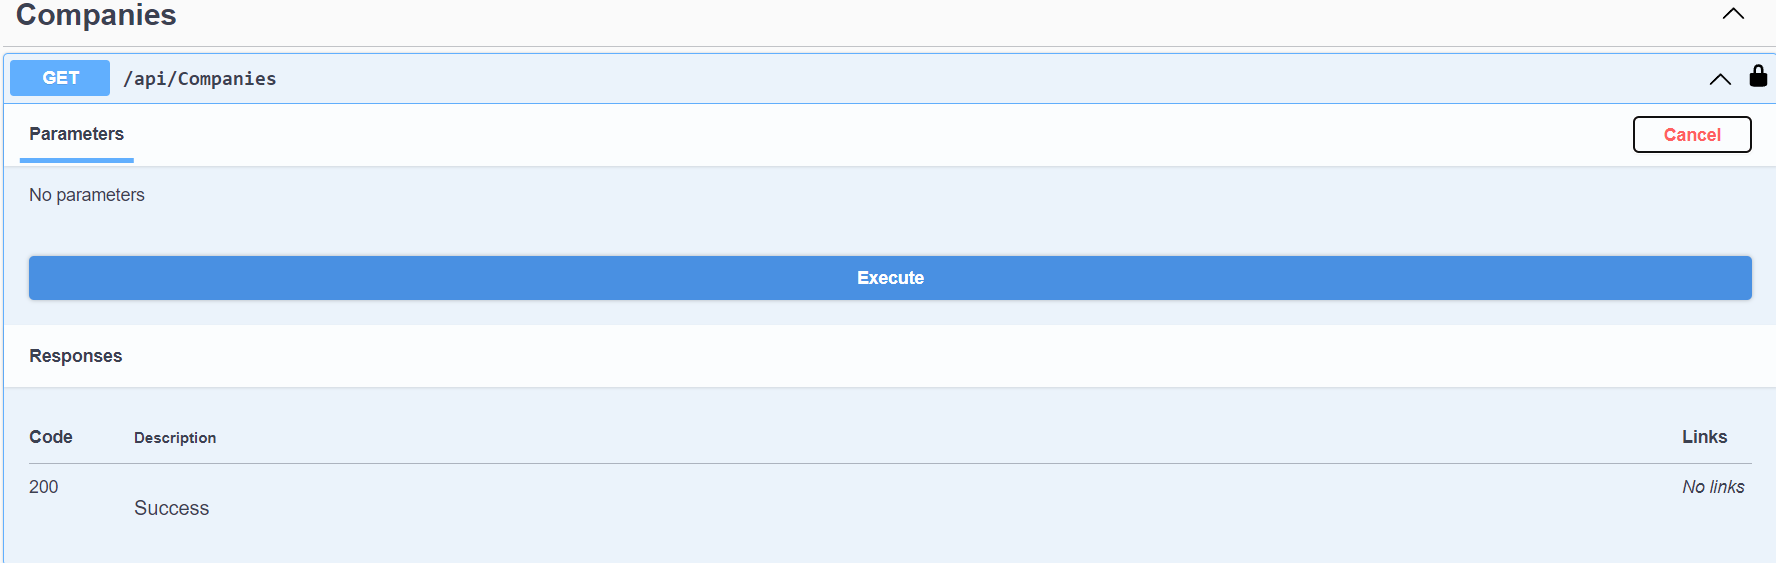 Companies
GET /api/Companies
Parameters
Cancel
No parameters
Execute
Responses
Code Description Links
200 Success No links